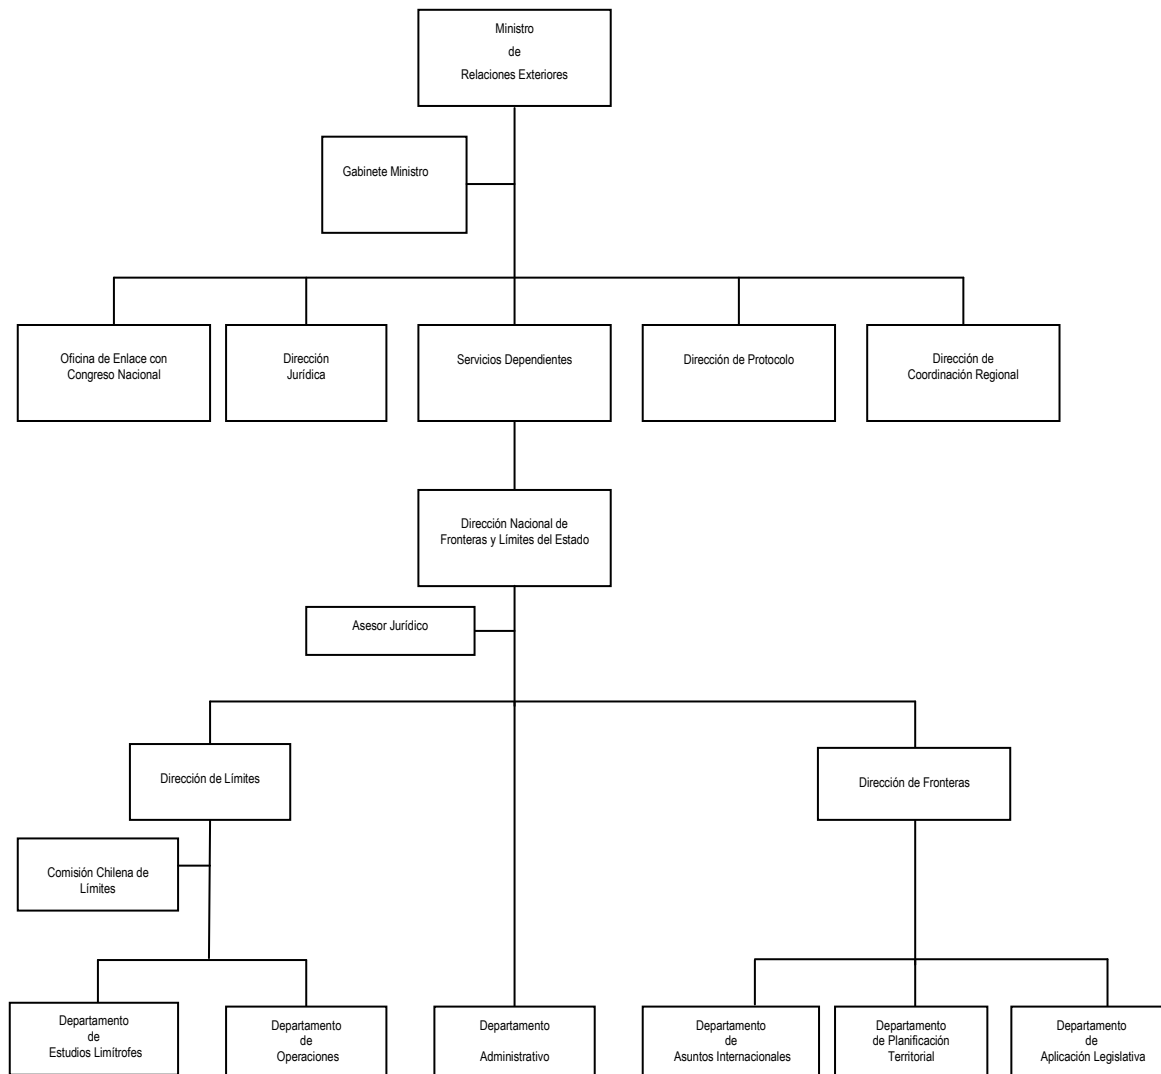 Ministro
de
Relaciones Exteriores
Gabinete Ministro
Oficina de Enlace con
Congreso Nacional
Dirección
Jurídica
Servicios Dependientes
Dirección de Protocolo
Dirección de
Coordinación Regional
Dirección Nacional de
Fronteras y Límites del Estado
Asesor Jurídico
Dirección de Límites
Dirección de Fronteras
Comisión Chilena de
Límites
Departamento
de
Estudios Limítrofes
Departamento
de
Operaciones
Departamento
Administrativo
Departamento
de
Asuntos Internacionales
Departamento
de Planificación
Territorial
Departamento
de
Aplicación Legislativa